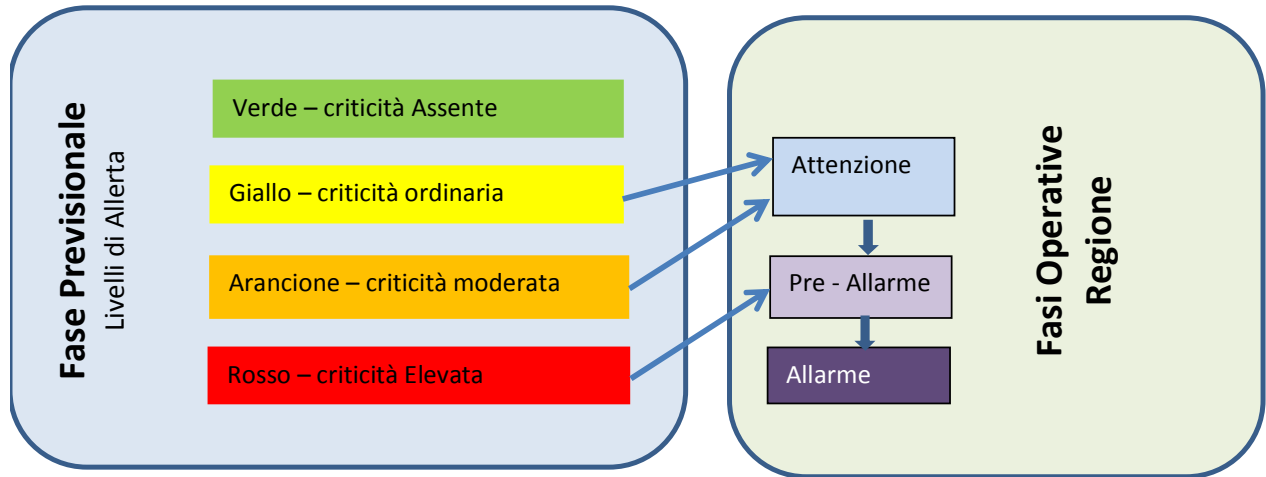 Fase Previsionale
Livelli di Allerta
Verde – criticità Assente
Giallo – criticità ordinaria
Arancione – criticità moderata
Rosso – criticità Elevata
Attenzione
Pre - Allarme
Allarme
Fasi Operative
Regione